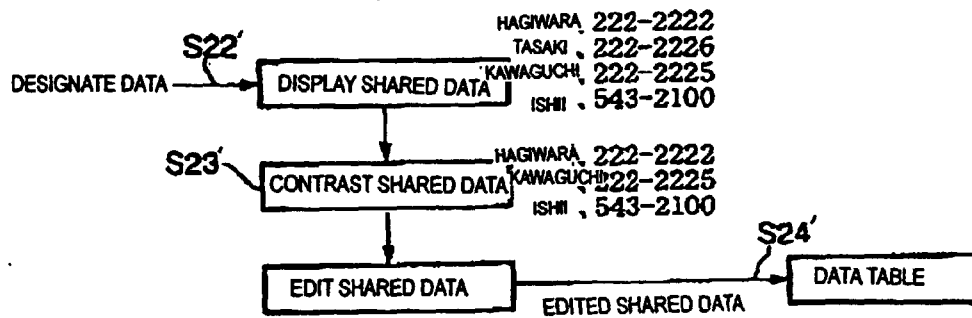 HAGIWARA, 222-2222
S22'
TASAKI, 222-2226
DESIGNATE DATA
DISPLAY SHARED DATA
KAWAGUCHI, 222-2225
ISHII, 543-2100
S23'
HAGIWARA, 222-2222
CONTRAST SHARED DATA
KAWAGUCHI, 222-2225
ISHII, 543-2100
S24'
EDIT SHARED DATA
EDITED SHARED DATA
DATA TABLE